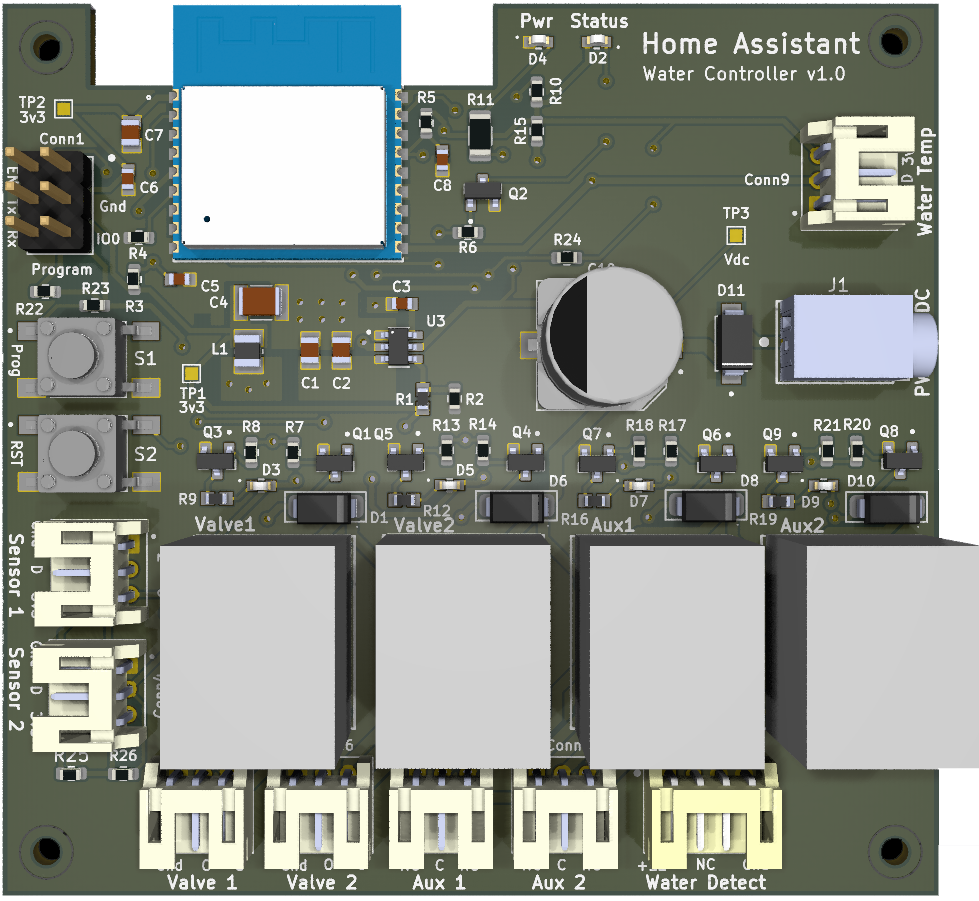 Pwr Status
D4 D2
Home Assistant
Water Controller v1.0
TP2
3v3
C7
Conn1
EN
Tx
Rx
C6
Gnd
IO0
R4
Program
R5
R11
R10
R15
C8
Q2
R6
Conn9
Water Temp
TP3
Vdc
R24
R22
R23
R3
C5
C4
C3
U3
L1
C1
C2
D11
J1
DC
Prog
S1
TP1
3v3
R1
R2
RST
S2
Q3
R8
R7
Q1
Q5
R13
R14
Q4
Q7
R18
R17
Q6
Q9
R21
R20
Q8
D3
D5
D6
D7
D8
D9
D10
R9
D1
R12
R16
R19
Valve1
Valve2
Aux1
Aux2
Sensor 1
D
Sensor 2
D
R25
R26
Conn
NC
C
C
Valve 1
Valve 2
Aux 1
Aux 2
Water Detect